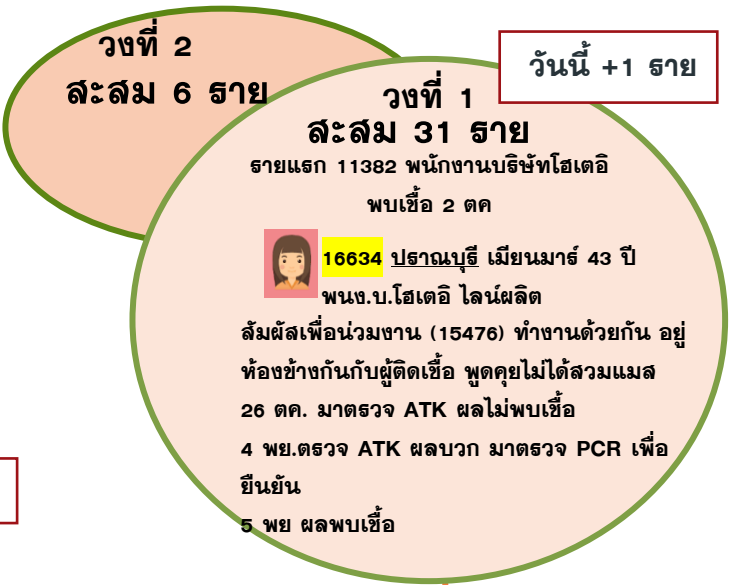 วงที่ 2
สะสม 6 ราย
วันนี้ +1 ราย
วงที่ 1
สะสม 31 ราย
รายแรก 11382 พนักงานบริษัทโฮเตอิ
พบเชื้อ 2 ตค
16634 ปราณบุรี เมียนมาร์ 43 ปี
พนง.บ.โฮเตอิ ไลน์ผลิต
สัมผัสเพื่อน่วมงาน (15476) ทำงานด้วยกัน อยู่
ห้องข้างกันกับผู้ติดเชื้อ พูดคุยไม่ได้สวมแมส
26 ตค. มาตรวจ ATK ผลไม่พบเชื้อ
4 พย.ตรวจ ATK ผลบวก มาตรวจ PCR เพื่อ
ยืนยัน
5 พย ผลพบเชื้อ